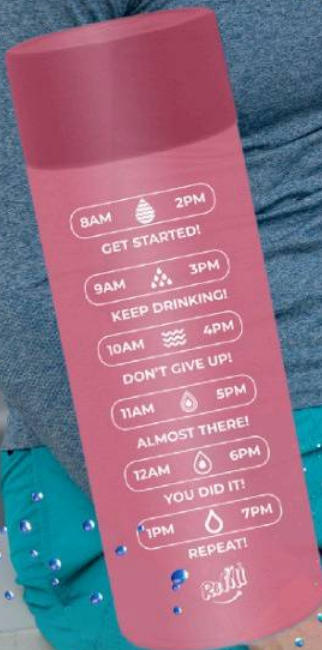 8AM 2PM
GET STARTED!
9AM 3PM
KEEP DRINKING!
10AM 4PM
DON'T GIVE UP!
11AM 5PM
ALMOST THERE!
12AM 6PM
YOU DID IT!
1PM 7PM
REPEAT!
Refill